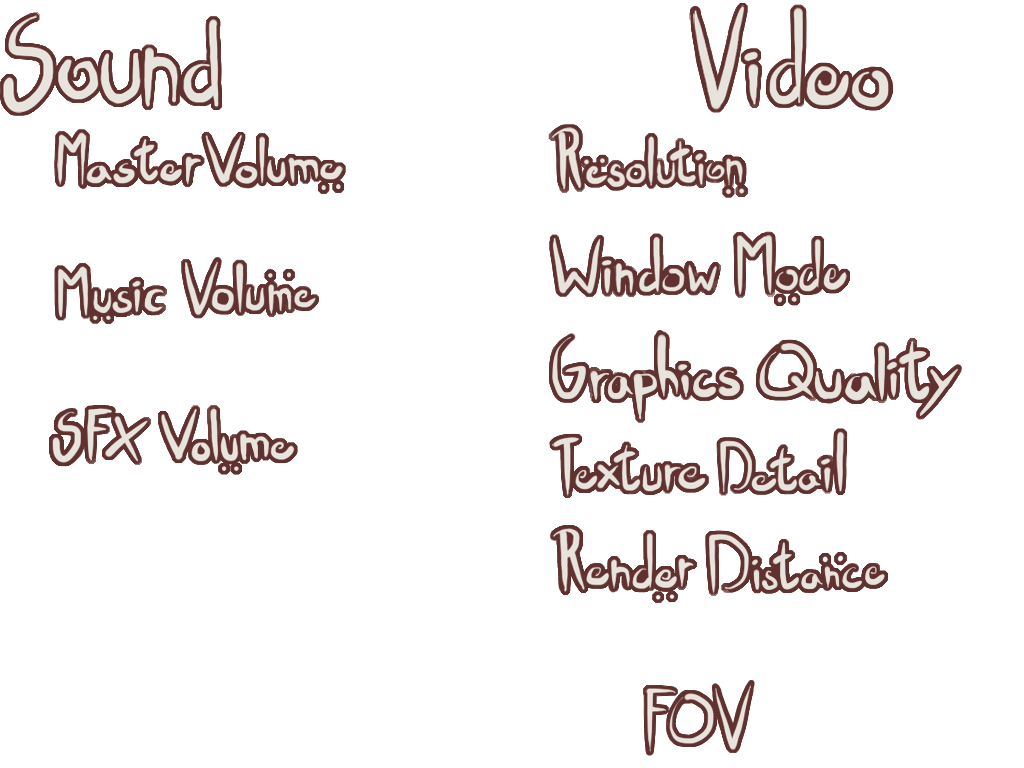 Sound
Master Volume
Music Volume
SFX Volume
Video
Resolution
Window Mode
Graphics Quality
Texture Detail
Render Distance
FOV